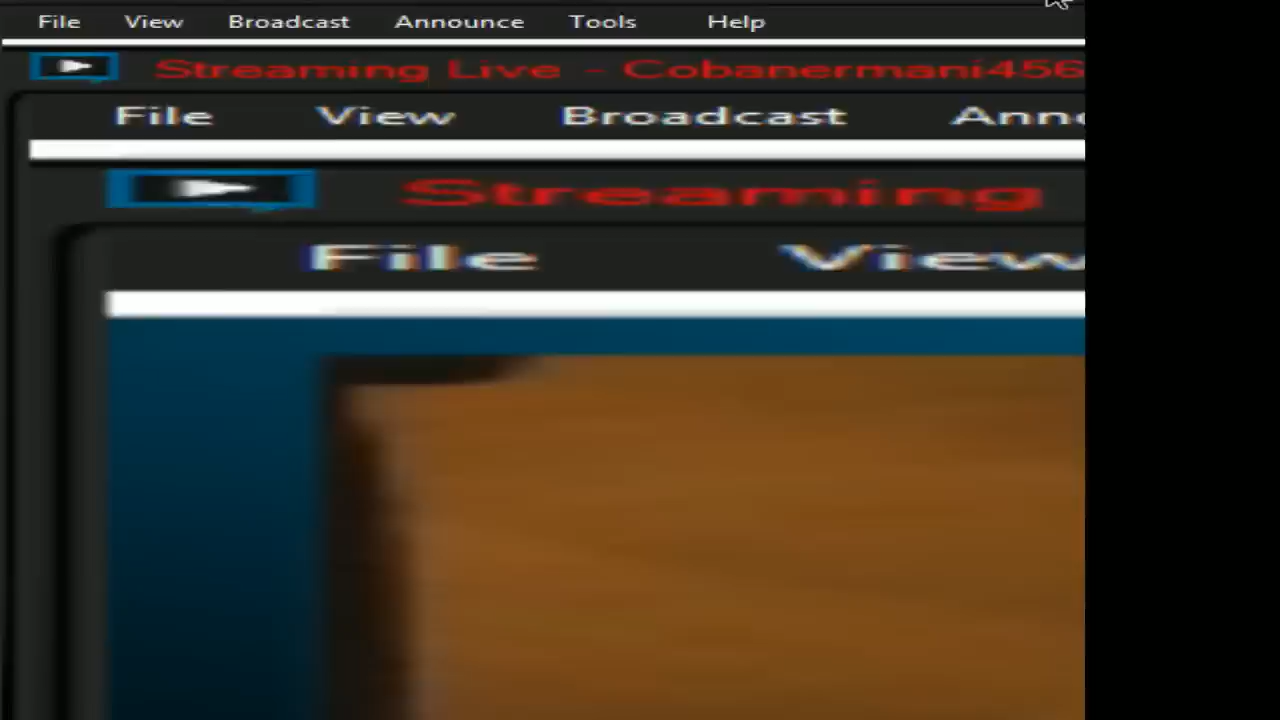 File View Broadcast Announce Tools Help
Streaming Live - Cobanermani456
File View Broadcast Ann
Streaming
File View